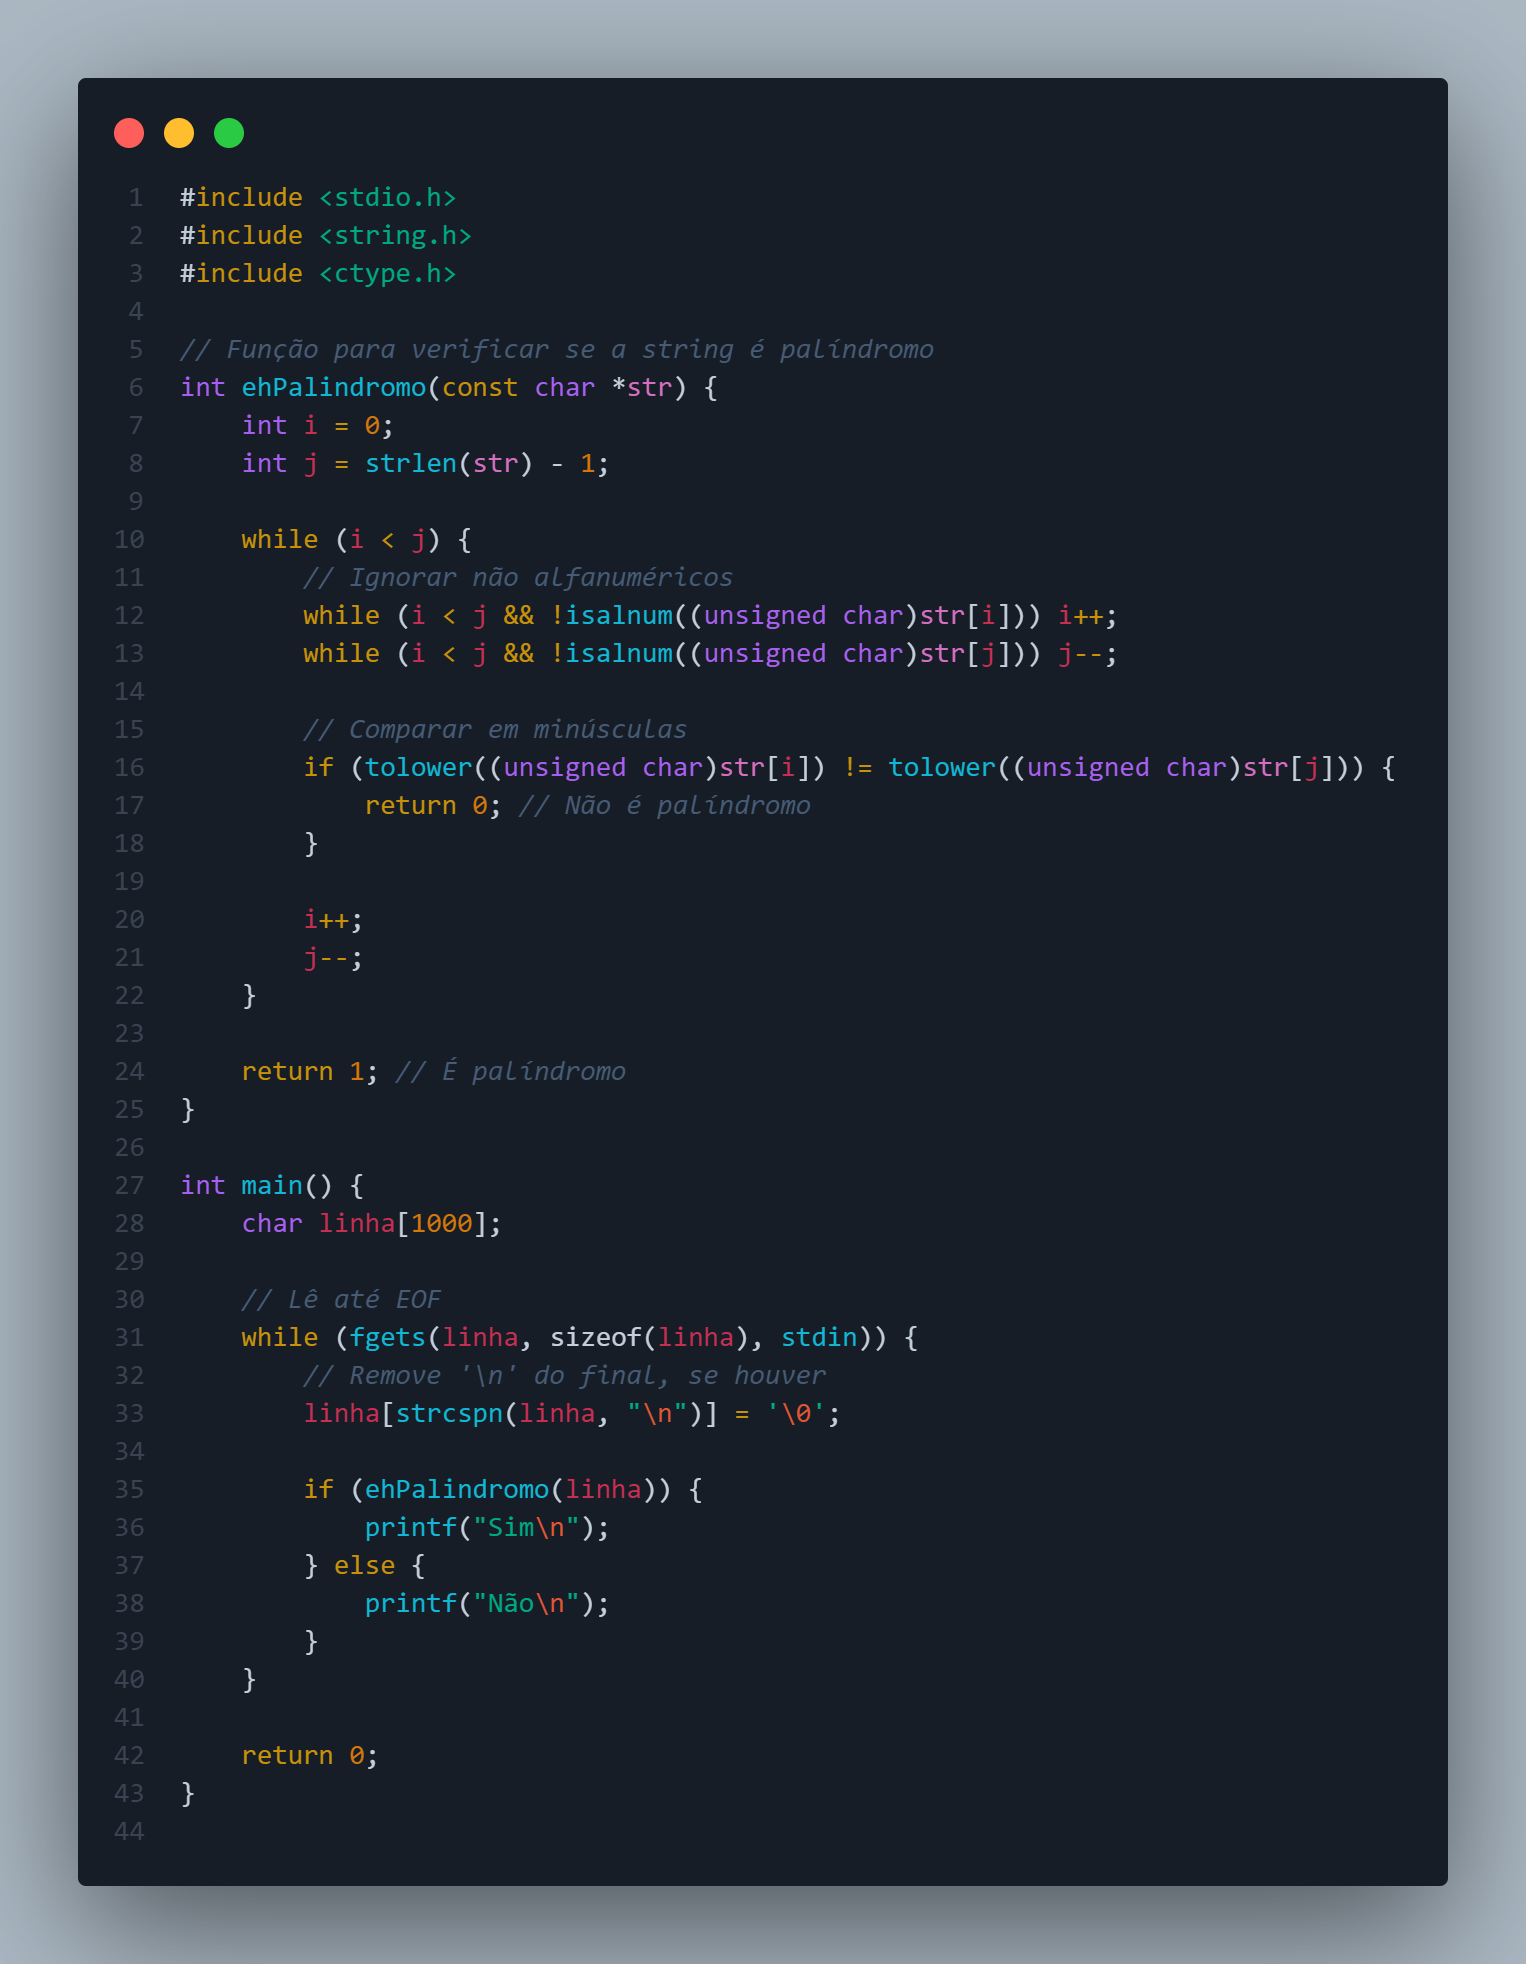 1 #include <stdio.h>
2 #include <string.h>
3 #include <ctype.h>
4
5 // Função para verificar se a string é palíndromo
6 int ehPalindromo(const char *str) {
7     int i = 0;
8     int j = strlen(str) - 1;
9
10     while (i < j) {
11         // Ignorar não alfanuméricos
12         while (i < j && !isalnum((unsigned char)str[i])) i++;
13         while (i < j && !isalnum((unsigned char)str[j])) j--;
14
15         // Comparar em minúsculas
16         if (tolower((unsigned char)str[i]) != tolower((unsigned char)str[j])) {
17             return 0; // Não é palíndromo
18         }
19
20         i++;
21         j--;
22     }
23
24     return 1; // É palíndromo
25 }
26
27 int main() {
28     char linha[1000];
29
30     // Lê até EOF
31     while (fgets(linha, sizeof(linha), stdin)) {
32         // Remove '\n' do final, se houver
33         linha[strcspn(linha, "\n")] = '\0';
34
35         if (ehPalindromo(linha)) {
36             printf("Sim\n");
37         } else {
38             printf("Não\n");
39         }
40     }
41
42     return 0;
43 }
44